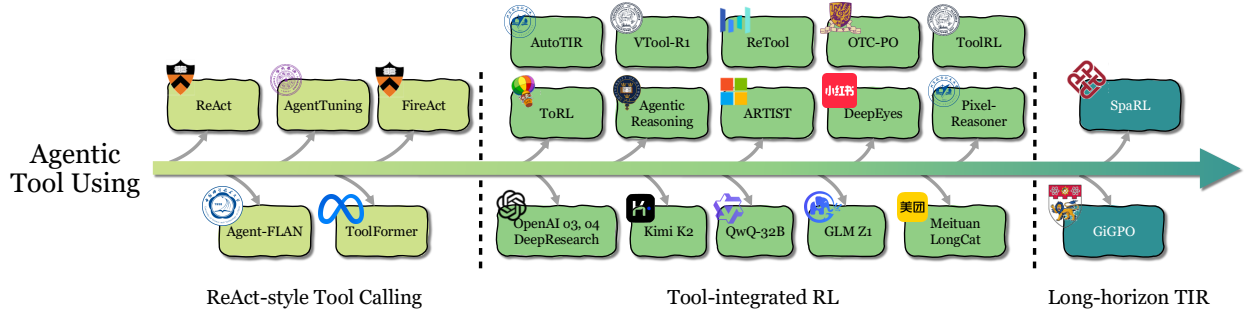 AutoTIR
VTool-R1
ReTool
OTC-PO
ToolRL
ReAct
AgentTuning
FireAct
ToRL
Agentic
Reasoning
ARTIST
小红书
DeepEyes
Pixel-
Reasoner
SpaRL
Agentic
Tool Using
Agent-FLAN
ToolFormer
OpenAI o3, o4
DeepResearch
Kimi K2
QwQ-32B
GLM Z1
美团
Meituan
LongCat
GiGPO
ReAct-style Tool Calling
Tool-integrated RL
Long-horizon TIR